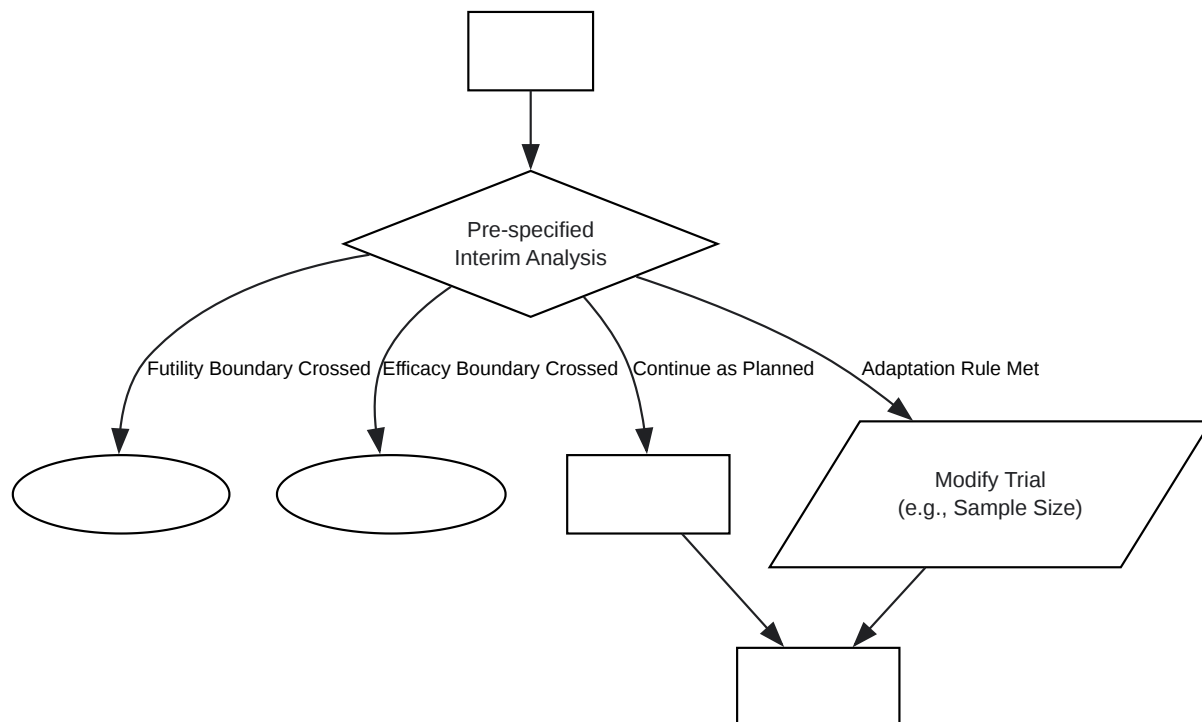 Pre-specified
Interim Analysis
Futility Boundary Crossed
Efficacy Boundary Crossed
Continue as Planned
Adaptation Rule Met
Modify Trial
(e.g., Sample Size)